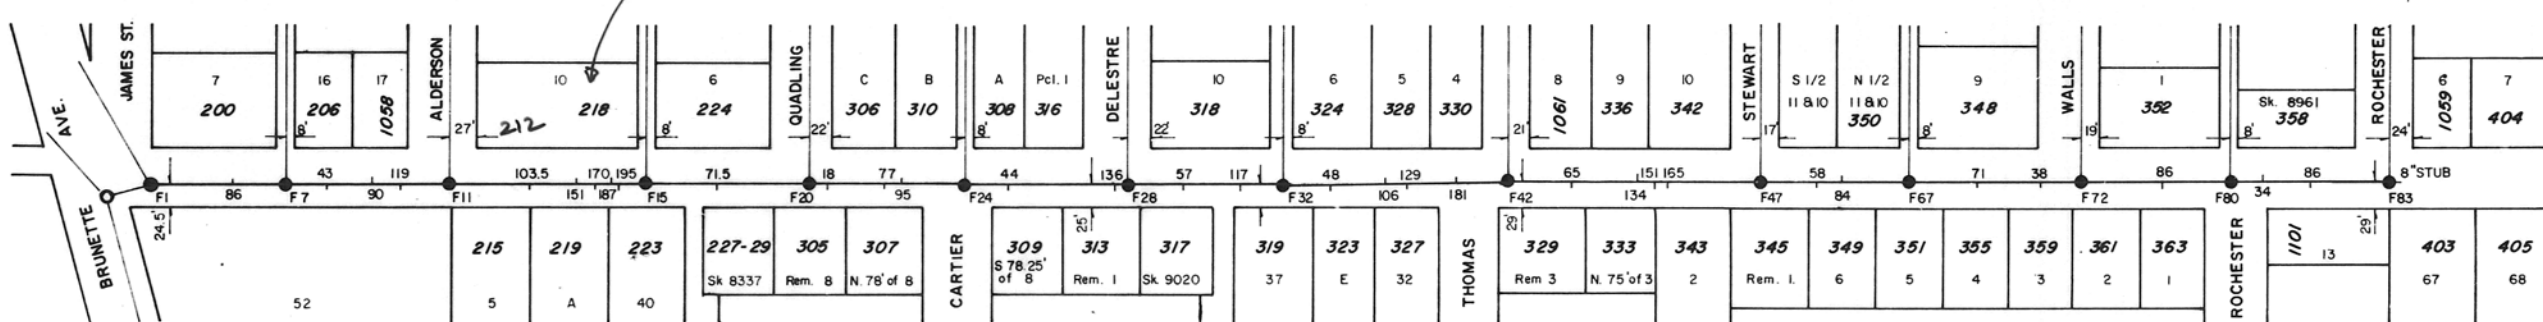 JAMES ST.
ALDERSON
QUADLING
DELESTRE
STEWART
WALLS
ROCHESTER
7
16
17
10
6
C
B
A
Pcl. 1
10
6
5
4
8
9
10
S 1/2
N 1/2
9
1
Sk. 8961
6
7
200
206
1058
212
218
224
306
310
308
316
318
324
328
330
1061
336
342
11 & 10
11 & 10
350
348
352
358
1059
404
8'
27'
8'
22'
8'
22'
8'
21'
17'
8'
19'
8'
24'
AVE.
43
119
103.5
170
195
71.5
18
77
44
136
57
117
48
129
65
151
165
58
71
38
86
86
8"STUB
F1
86
F7
90
F11
151
187
F15
F20
95
F24
F28
F32
106
181
F42
134
F47
84
F67
F72
F80
34
F83
BRUNETTE
24.5'
25'
29'
29'
CARTIER
THOMAS
ROCHESTER
215
219
223
227-29
305
307
309
313
317
319
323
327
329
333
343
345
349
351
355
359
361
363
1101
403
405
52
5
A
40
Sk 8337
Rem. 8
N. 78' of 8
S 78.25'
of 8
Rem. 1
Sk. 9020
37
E
32
Rem 3
N. 75' of 3
2
Rem. 1.
6
5
4
3
2
1
13
67
68